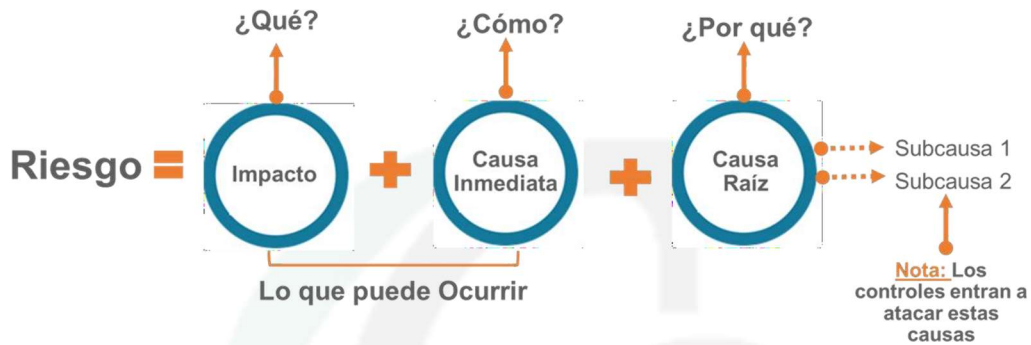 ¿Qué?
¿Cómo?
¿Por qué?
Riesgo =
Impacto
+
Causa
Inmediata
+
Causa
Raíz
Subcausa 1
Subcausa 2
Lo que puede Ocurrir
Nota: Los
controles entran a
atacar estas
causas